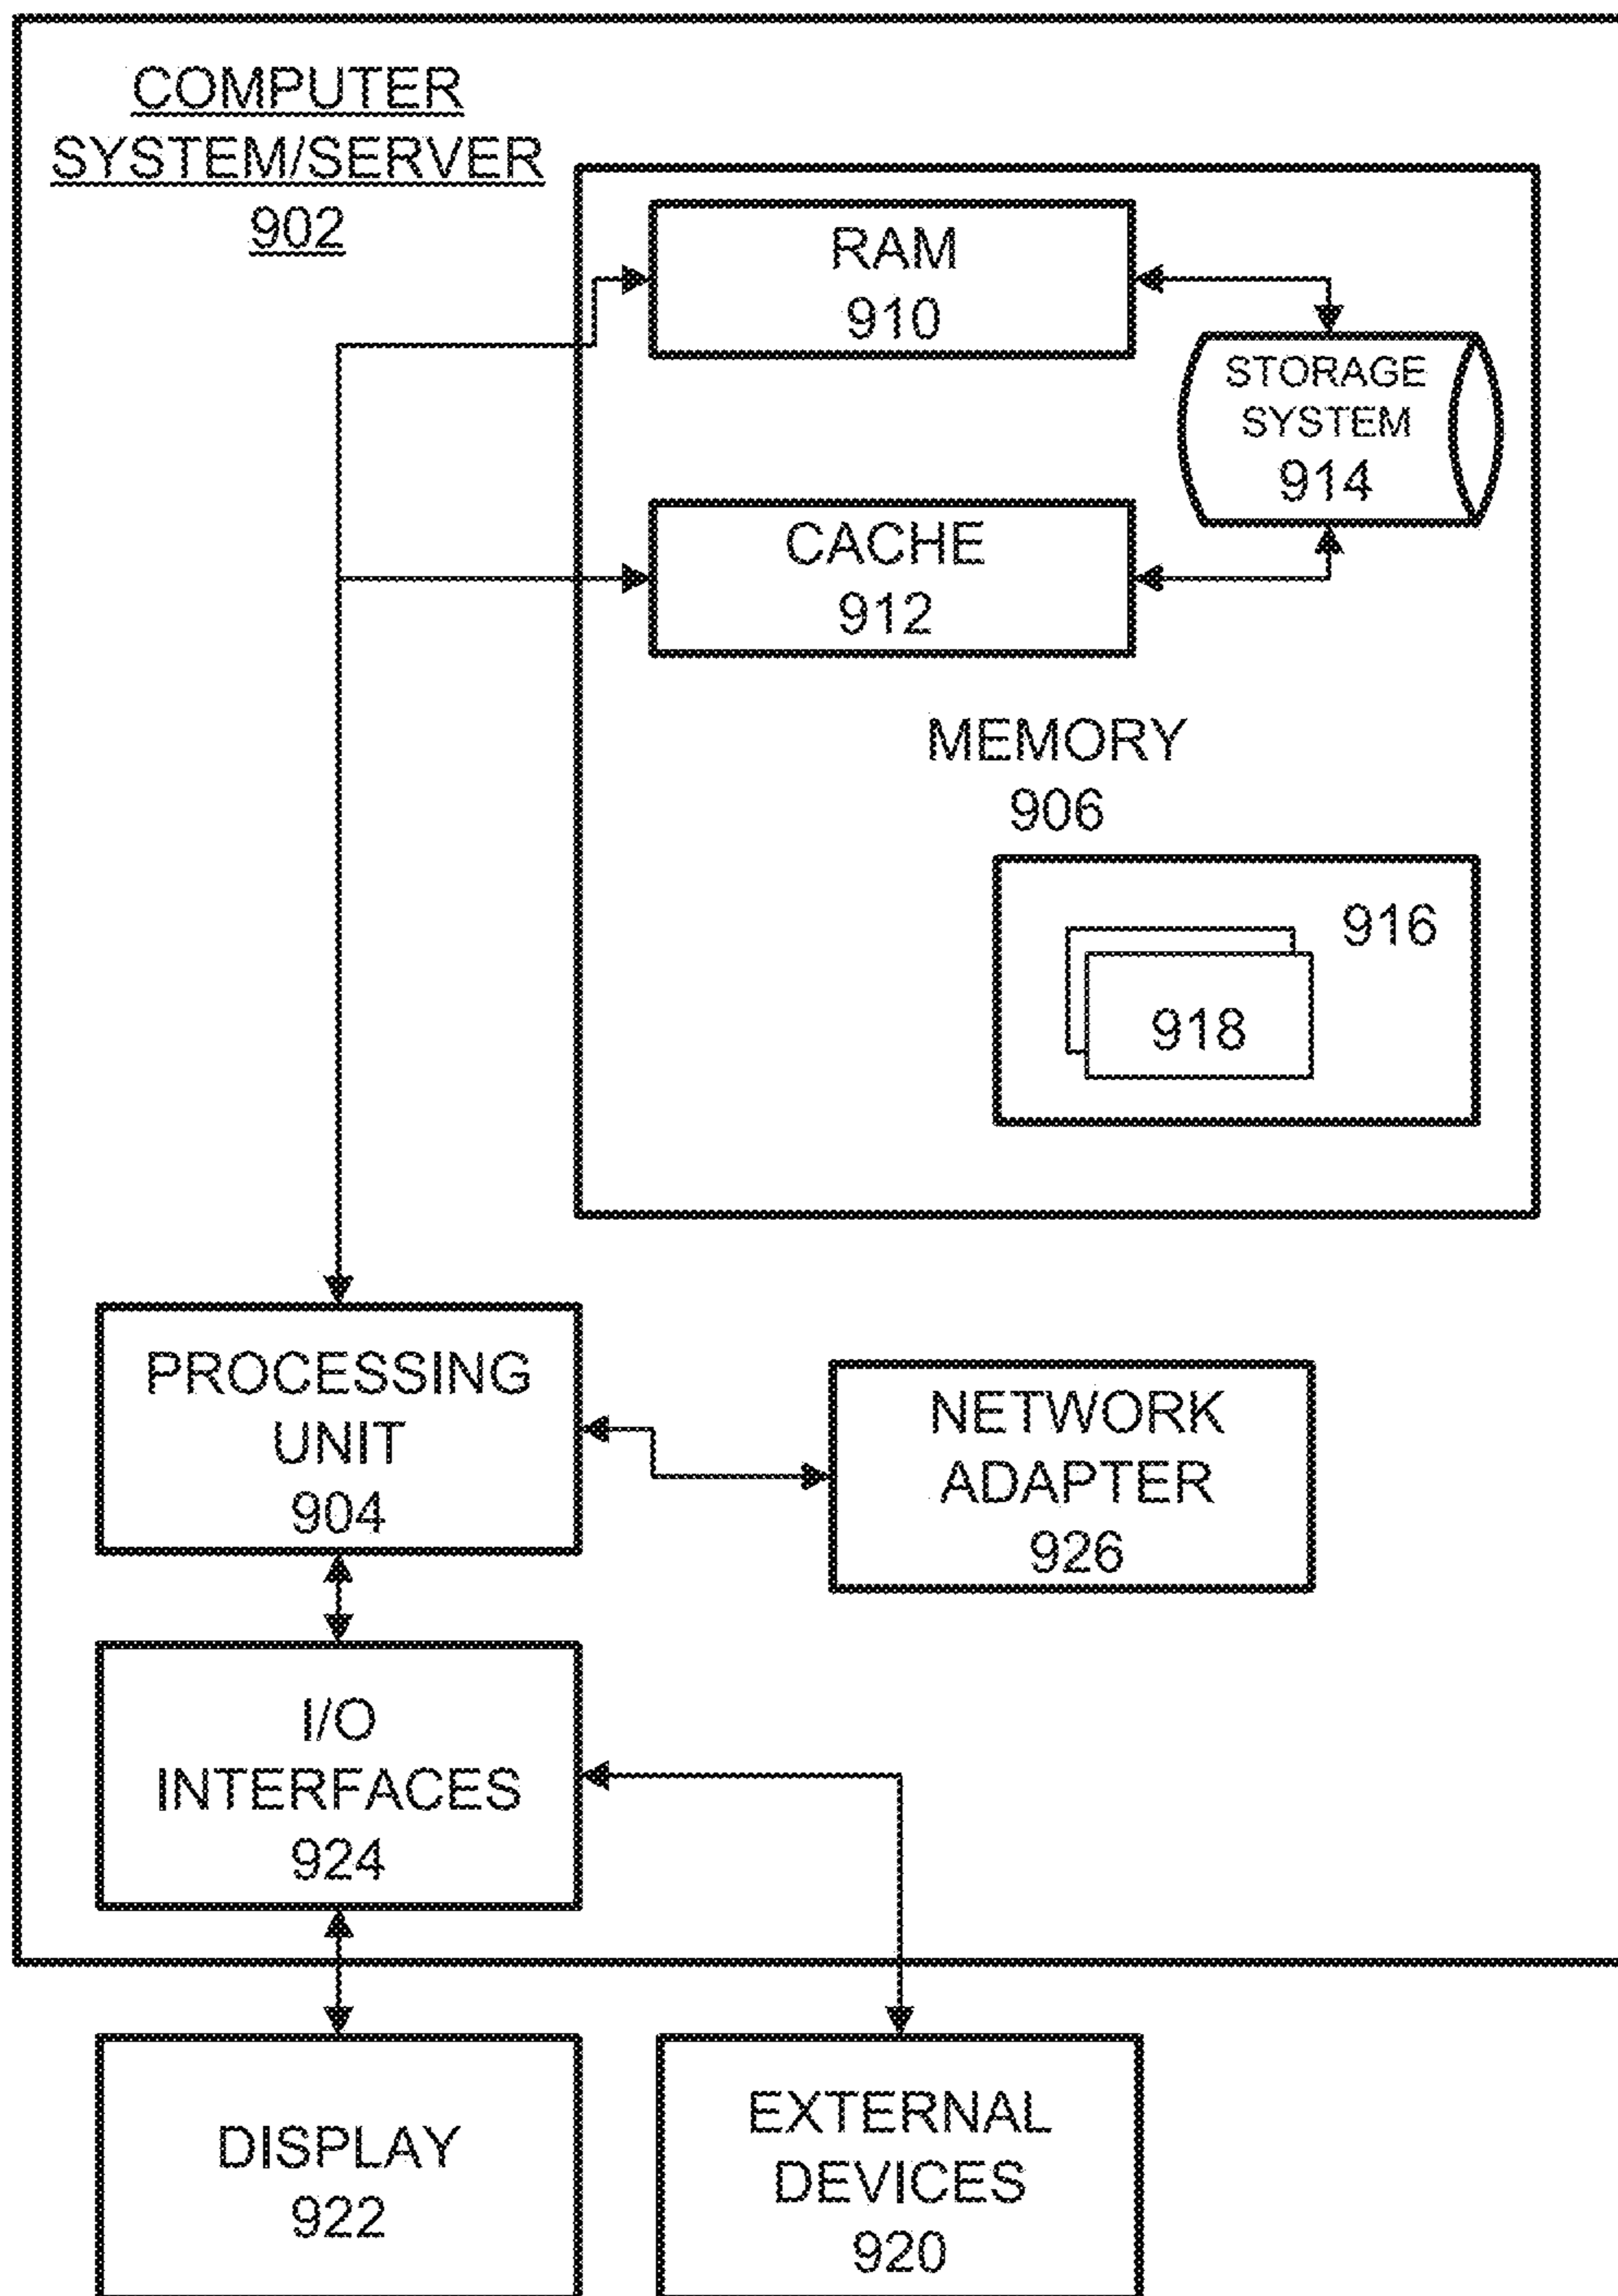 COMPUTER
SYSTEM/SERVER
902
RAM
910
STORAGE
SYSTEM
914
CACHE
912
MEMORY
906
916
918
PROCESSING
UNIT
904
NETWORK
ADAPTER
926
I/O
INTERFACES
924
DISPLAY
922
EXTERNAL
DEVICES
920